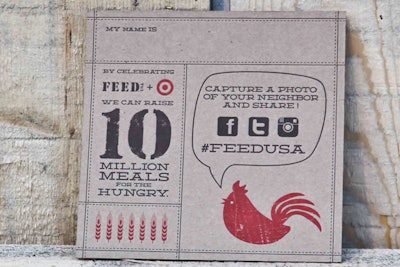 MY NAME IS
BY CELEBRATING
FEED USA +
WE CAN RAISE
10
MILLION
MEALS
FOR THE
HUNGRY.
CAPTURE A PHOTO
OF YOUR NEIGHBOR
AND SHARE!
f t
#FEEDUSA